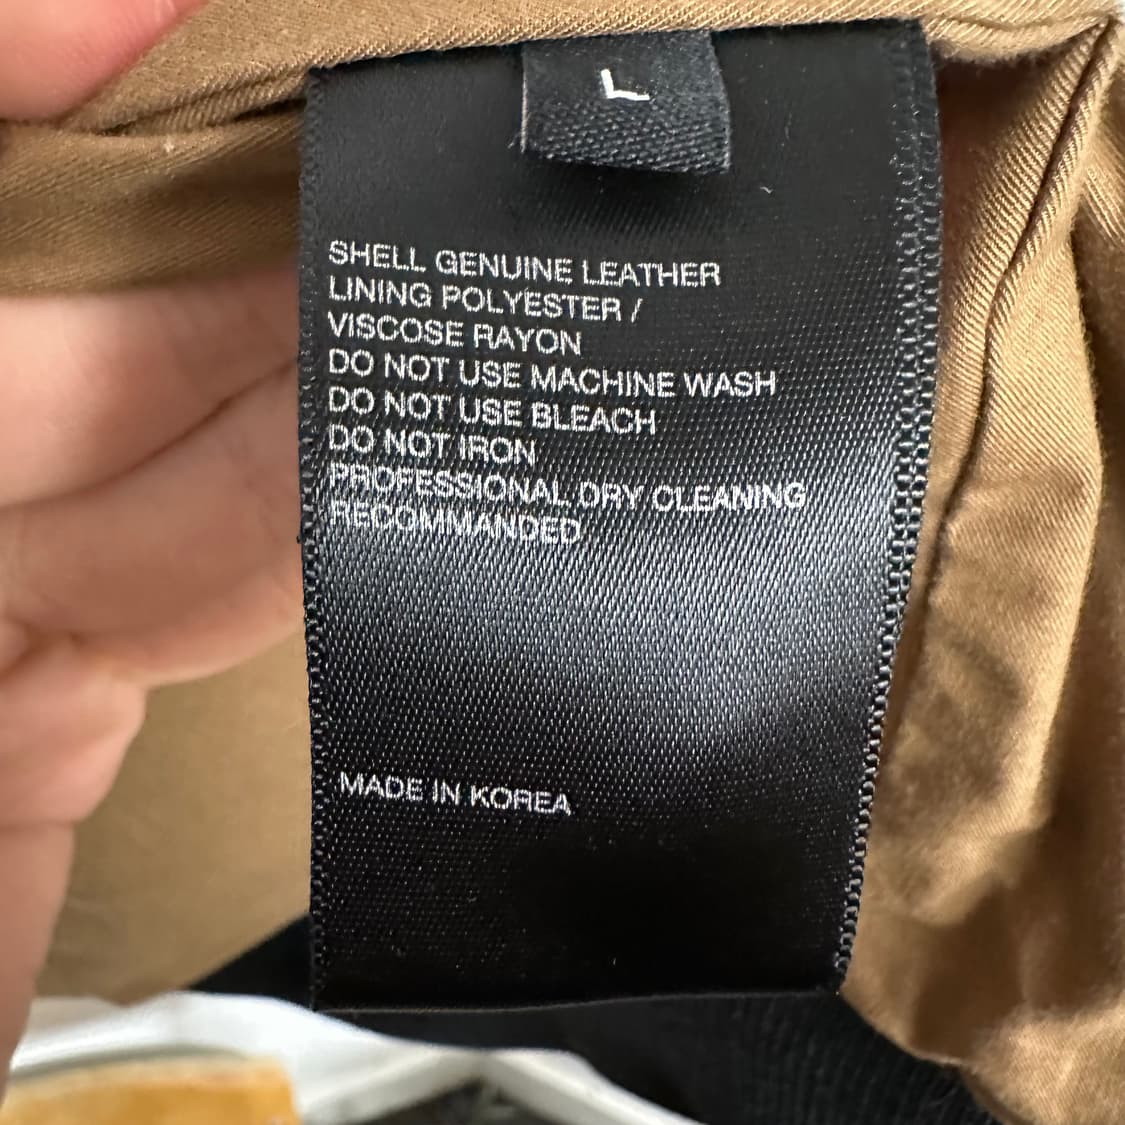 L
SHELL GENUINE LEATHER
LINING POLYESTER /
VISCOSE RAYON
DO NOT USE MACHINE WASH
DO NOT USE BLEACH
DO NOT IRON
PROFESSIONAL DRY CLEANING
RECOMMANDED
MADE IN KOREA